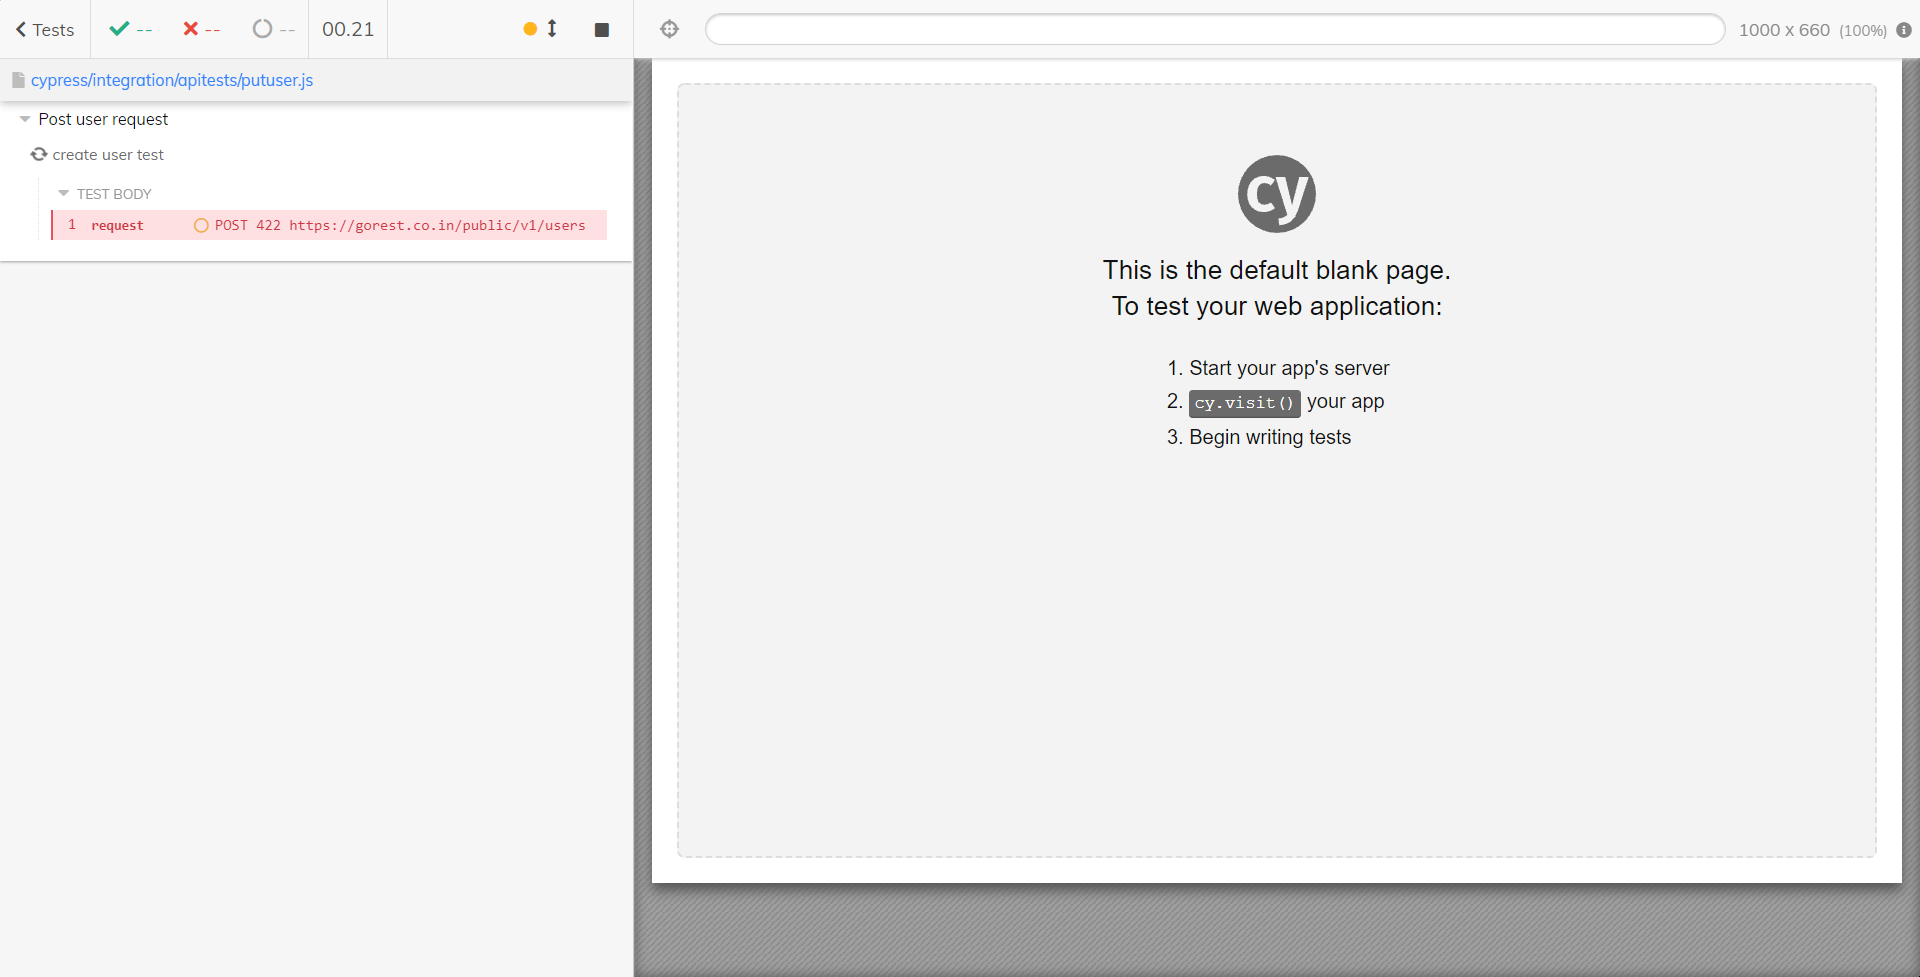 Tests -- -- -- 00.21 1000 x 660 (100%)
cypress/integration/apitests/putuser.js
Post user request
create user test
TEST BODY
1 request POST 422 https://gorest.co.in/public/v1/users
cy
This is the default blank page.
To test your web application:
1. Start your app's server
2. cy.visit() your app
3. Begin writing tests